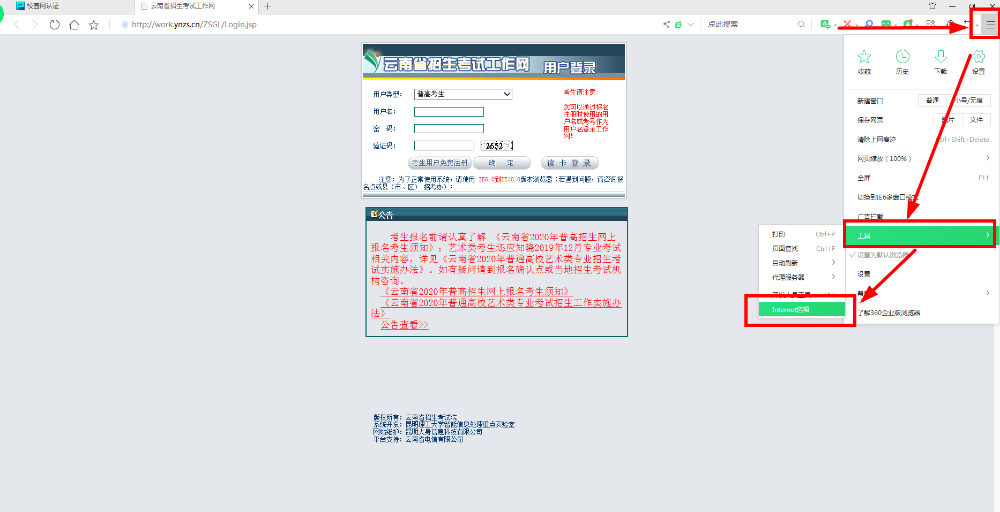 校园网认证
云南省招生考试工作网
http://work.ynzs.cn/ZSGL/Login.jsp
点此搜索
云南省招生考试工作网 用户登录
用户类型：
普高考生
用户名：
密 码：
验证码：
2652
考生请注意：
您可以通过报名
注册时使用的用
户名或考号作为
用户名登录工作
网！
考生用户免费注册
确 定
读 卡 登 录
注意：为了正常使用系统，请使用 IE6.0到IE10.0版本浏览器（若遇到问题，请咨询报
名点或县（市、区） 招考办）；
公告
考生报名前请认真了解 《云南省2020年普高招生网上
报名考生须知》；艺术类考生还应知晓2019年12月专业考试
相关内容，详见《云南省2020年普通高校艺术类专业招生考
试实施办法》。如有疑问请到报名确认点或当地招生考试机
构咨询。
《云南省2020年普高招生网上报名考生须知》
《云南省2020年普通高校艺术类专业考试招生工作实施办
法》
公告查看>>
版权所有：云南省招生考试院
系统开发：昆明理工大学智能信息处理重点实验室
网站维护：昆明大身信息科技有限公司
平台支持：云南省电信有限公司
收藏
历史
下载
设置
新建窗口
普通
小号/无痕
保存网页
图片
文件
清除上网痕迹
Ctrl+Shift+Delete
网页缩放（100%）
全屏
F11
切换到IE6多窗口模式
广告拦截
工具
设置为默认浏览器
设置
了解360企业版浏览器
打印
Ctrl+P
页面查找
Ctrl+F
自动刷新
代理服务器
开发人员工具
F12
Internet选项